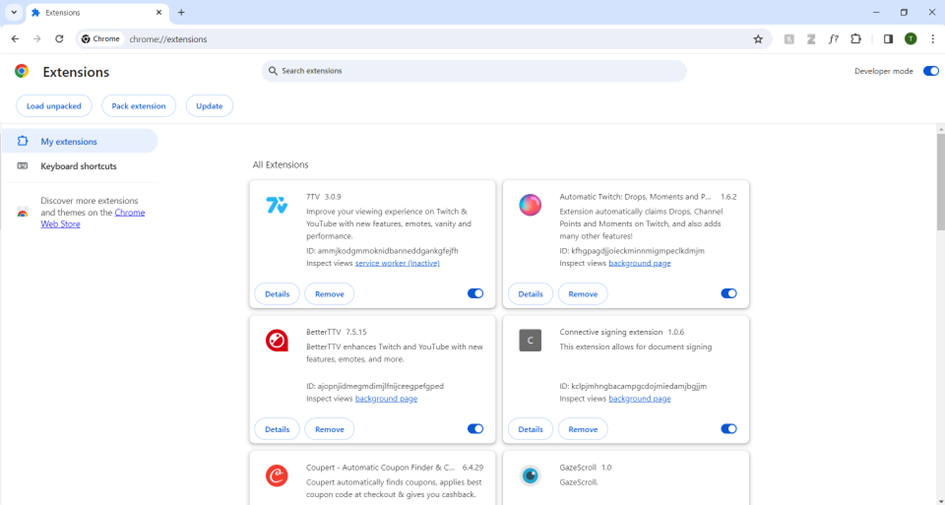 Extensions
Chrome
chrome://extensions
f?
T
Extensions
Search extensions
Developer mode
Load unpacked
Pack extension
Update
My extensions
Keyboard shortcuts
Discover more extensions
and themes on the Chrome
Web Store
All Extensions
7TV 3.0.9
Improve your viewing experience on Twitch &
YouTube with new features, emotes, vanity and
performance.
ID: ammjkodgmmoknidbanneddgankgfejfh
Inspect views service worker (Inactive)
Details
Remove
Automatic Twitch: Drops, Moments and P... 1.6.2
Extension automatically claims Drops, Channel
Points and Moments on Twitch, and also adds
many other features!
ID: kfhgpagdjjoieckminnmigmpeclkdmjm
Inspect views background page
Details
Remove
BetterTTV 7.5.15
BetterTTV enhances Twitch and YouTube with new
features, emotes, and more.
ID: ajopnjidmegmdimjlfnijceegpefgped
Inspect views background page
Details
Remove
C
Connective signing extension 1.0.6
This extension allows for document signing
ID: kclpjmhngbacampgcdojmiedamjbgjjm
Inspect views background page
Details
Remove
Coupert - Automatic Coupon Finder & C... 6.4.29
Coupert automatically finds coupons, applies best
coupon code at checkout & gives you cashback.
GazeScroll 1.0
GazeScroll.